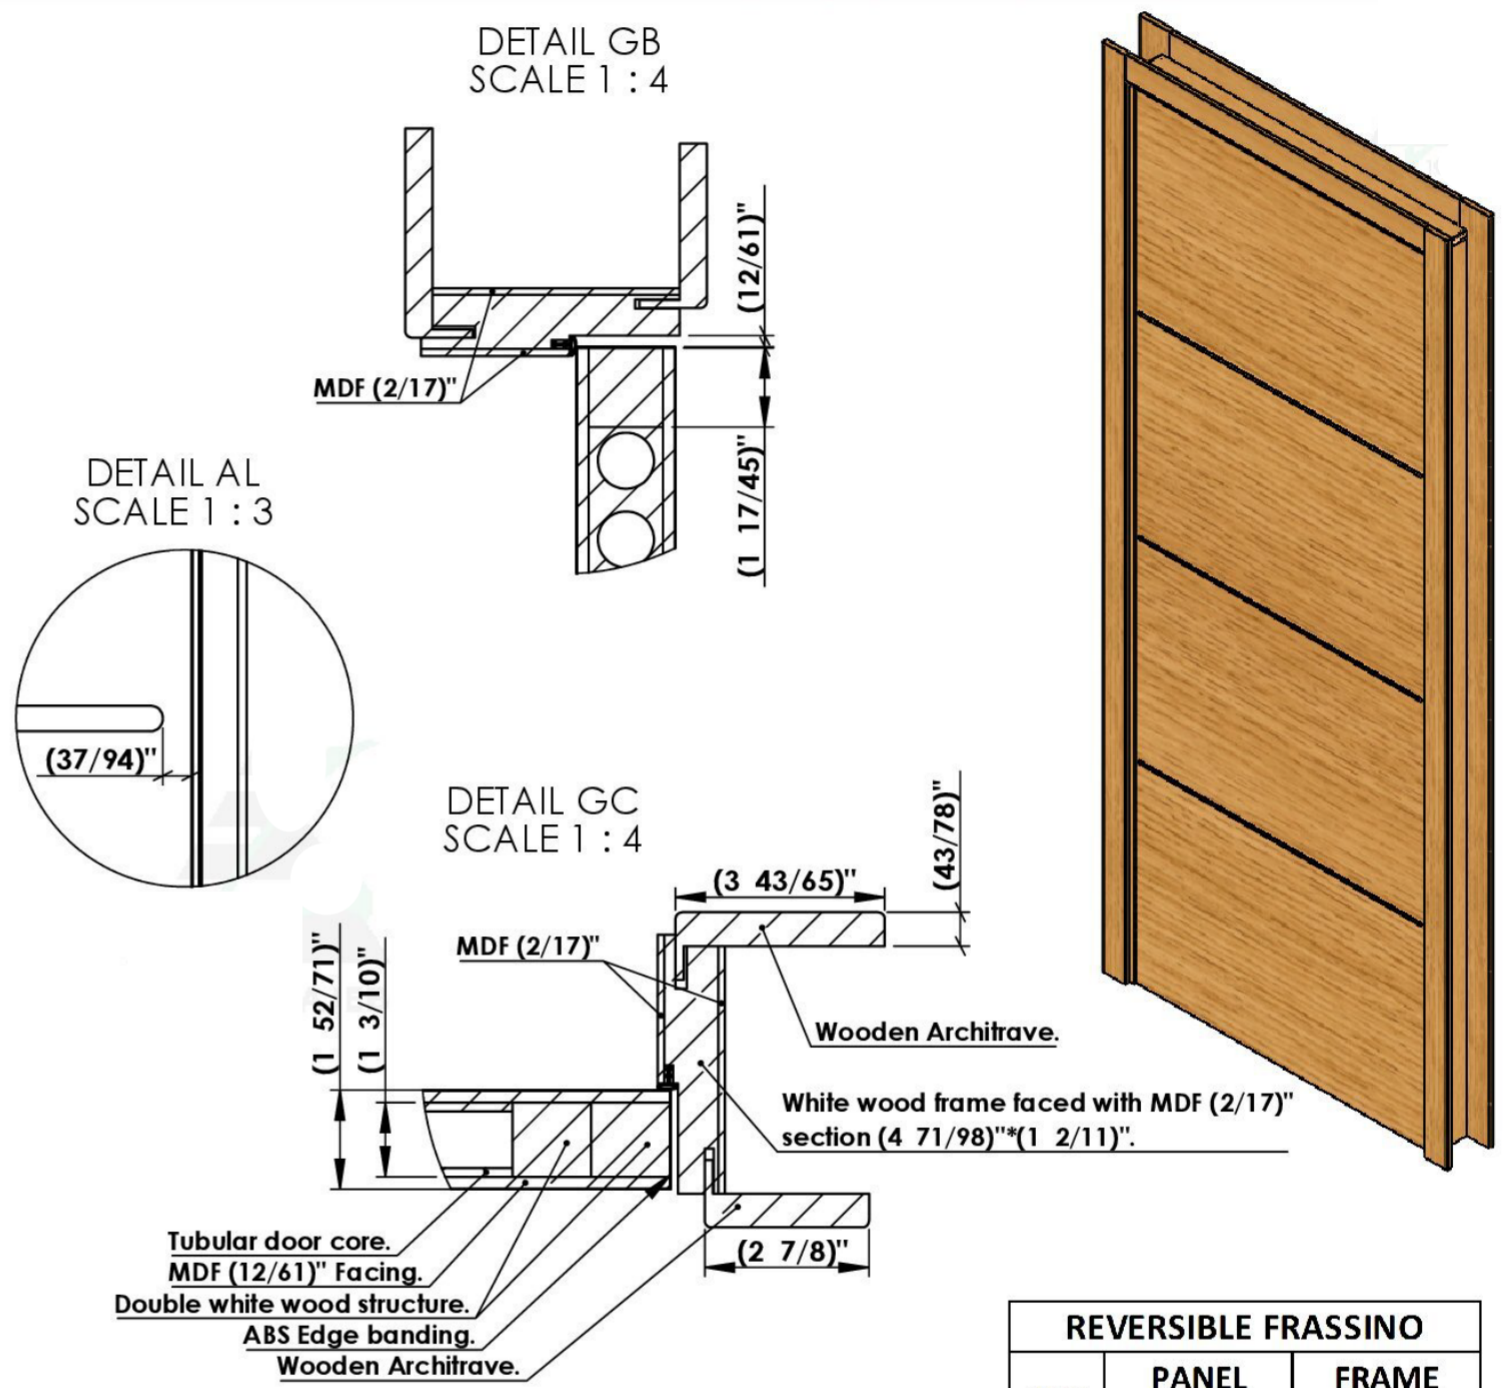 DETAIL GB
SCALE 1 : 4
(12/61)"
MDF (2/17)"
(1 17/45)"
DETAIL AL
SCALE 1 : 3
(37/94)"
DETAIL GC
SCALE 1 : 4
(3 43/65)"
(43/78)"
MDF (2/17)"
(1 52/71)"
(1 3/10)"
Wooden Architrave.
White wood frame faced with MDF (2/17)"
section (4 71/98)"*(1 2/11)".
Tubular door core.
MDF (12/61)" Facing.
Double white wood structure.
ABS Edge banding.
Wooden Architrave.
(2 7/8)"
REVERSIBLE FRASSINO
PANEL FRAME